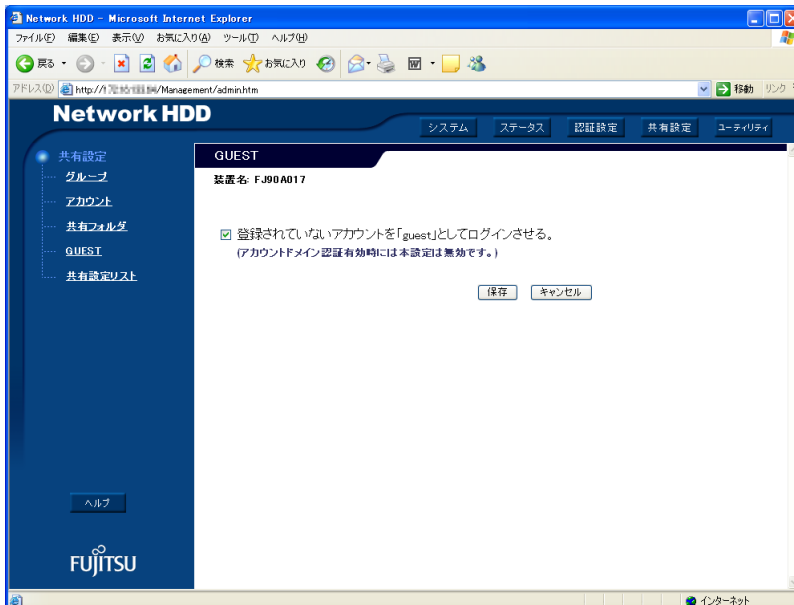 Network HDD - Microsoft Internet Explorer
ファイル(F) 編集(E) 表示(V) お気に入り(A) ツール(T) ヘルプ(H)
戻る 検索 お気に入り
アドレス(D) http:// /Management/admin.htm 移動 リンク
Network HDD
システム ステータス 認証設定 共有設定 ユーティリティ
共有設定
グループ
アカウント
共有フォルダ
GUEST
共有設定リスト
GUEST
装置名: FJ90A017
登録されていないアカウントを「guest」としてログインさせる。
(アカウントドメイン認証有効時には本設定は無効です。)
保存 キャンセル
ヘルプ
FUJITSU
インターネット